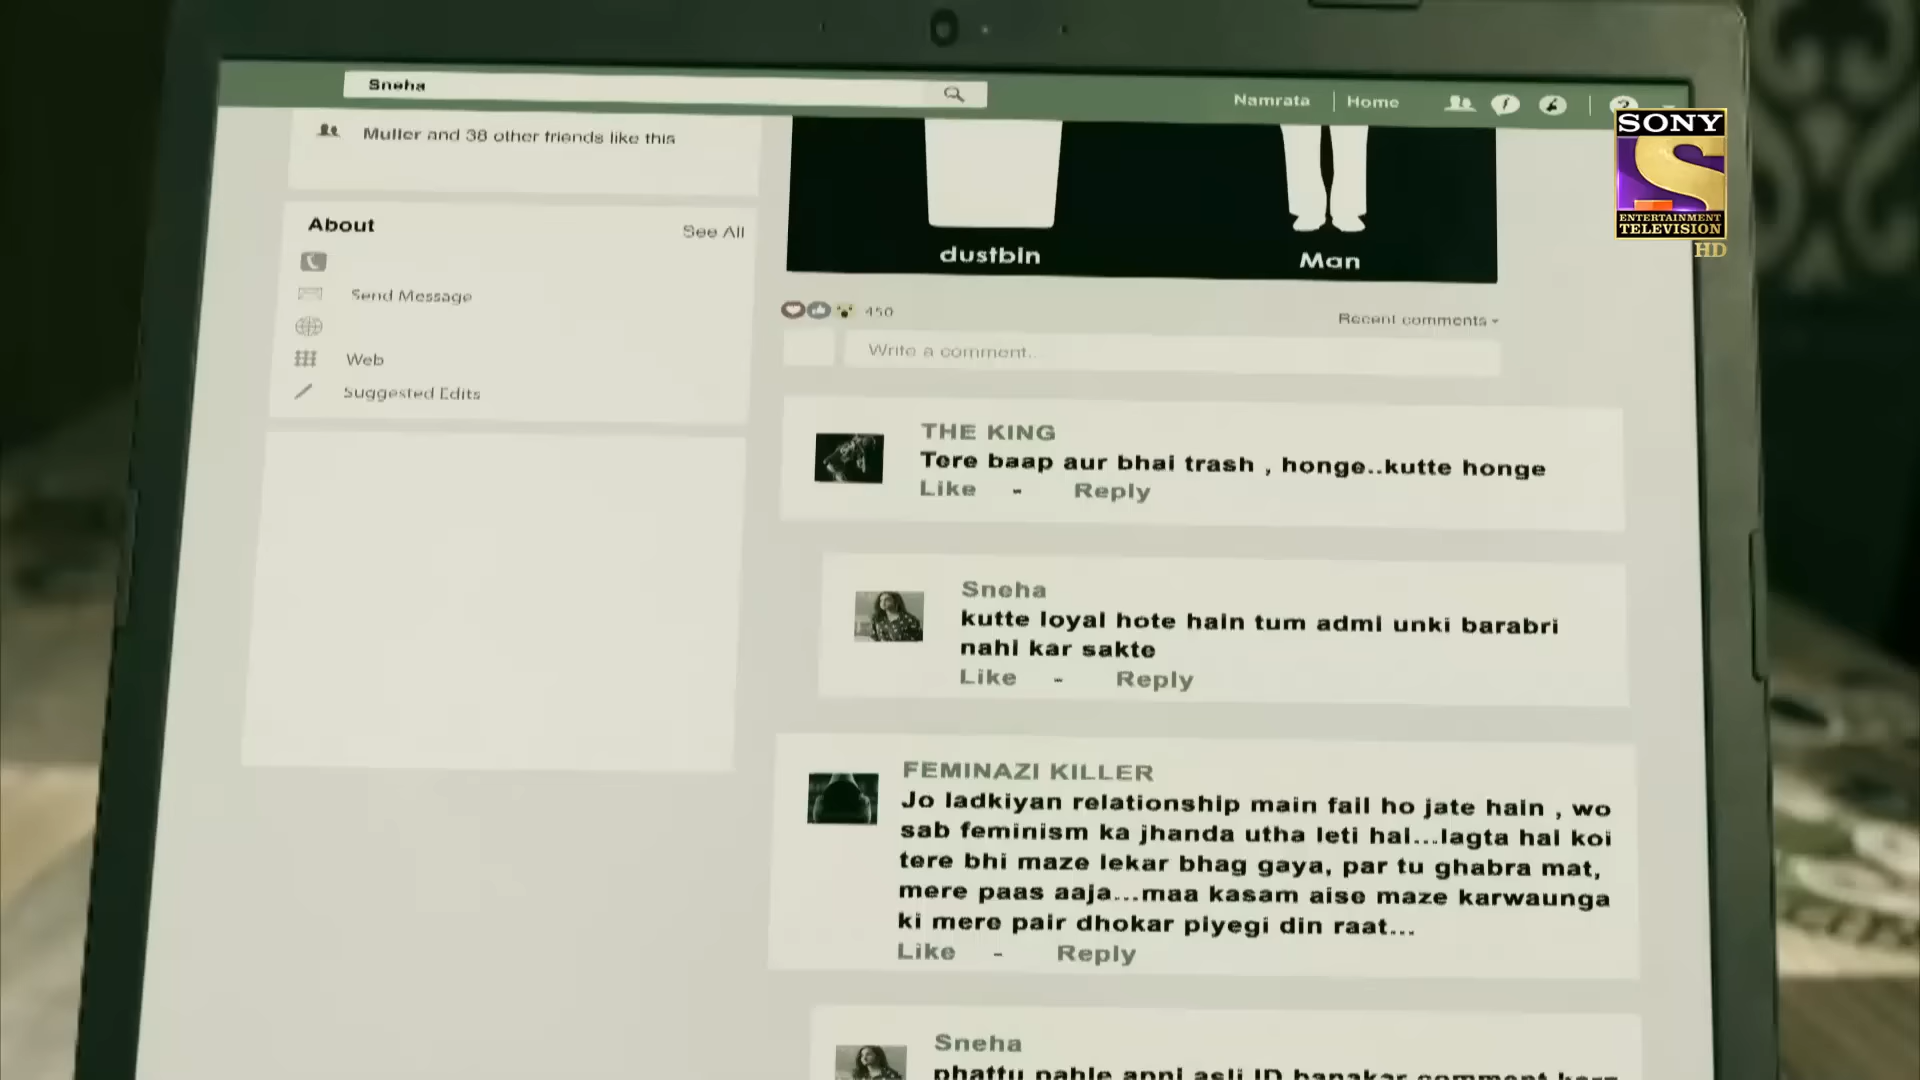 Sneha
Namrata Home
Muller and 38 other friends like this
About
See All
Send Message
Web
Suggested Edits
dustbin
Man
450
Recent comments
Write a comment..
THE KING
Tere baap aur bhai trash , honge..kutte honge
Like - Reply
Sneha
kutte loyal hote hain tum admi unki barabri
nahi kar sakte
Like - Reply
FEMINAZI KILLER
Jo ladkiyan relationship main fail ho jate hain , wo
sab feminism ka jhanda utha leti hai...lagta hai koi
tere bhi maze lekar bhag gaya, par tu ghabra mat,
mere paas aaja...maa kasam aise maze karwaunga
ki mere pair dhokar piyegi din raat...
Like - Reply
Sneha
phattu pahle apni asli ID banakar comment
SONY
ENTERTAINMENT
TELEVISION
HD